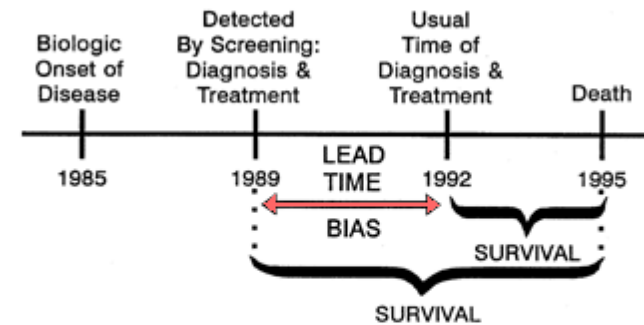 Biologic
Onset of
Disease
Detected
By Screening:
Diagnosis &
Treatment
Usual
Time of
Diagnosis &
Treatment
Death
1985
1989
LEAD
TIME
BIAS
1992
1995
SURVIVAL
SURVIVAL